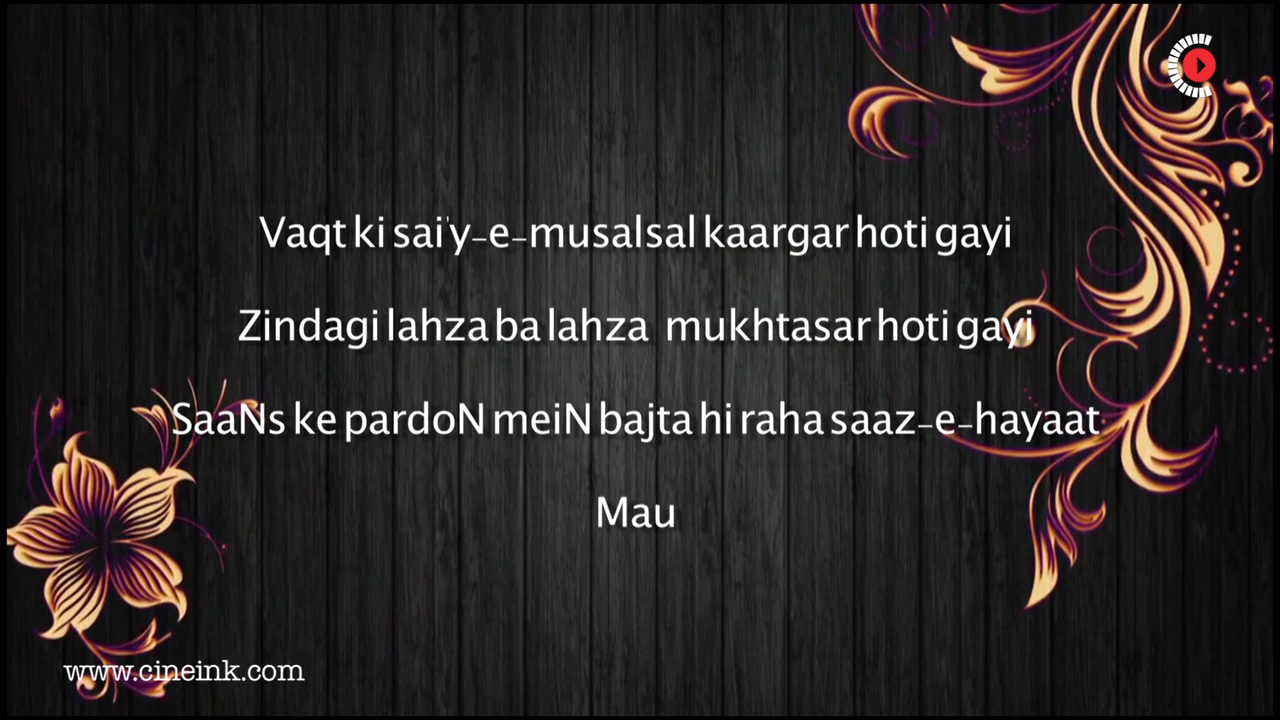 Vaqt ki sai'y-e-musalsal kaargar hoti gayi
Zindagi lahza ba lahza mukhtasar hoti gayi
SaaNs ke pardoN meiN bajta hi raha saaz-e-hayaat
Mau
www.cineink.com